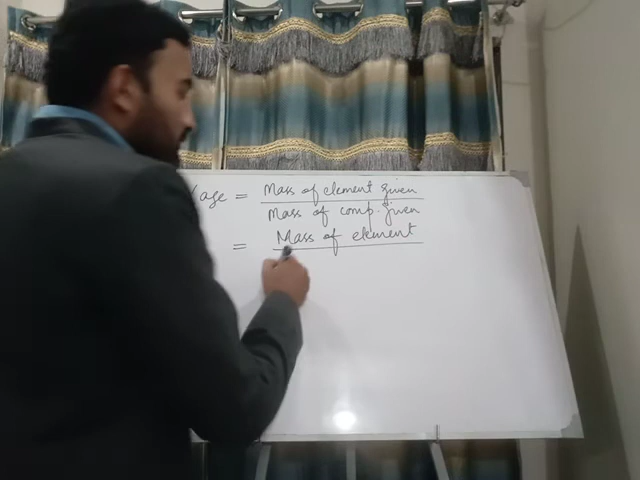 age = Mass of element given
Mass of comp. given
= Mass of element